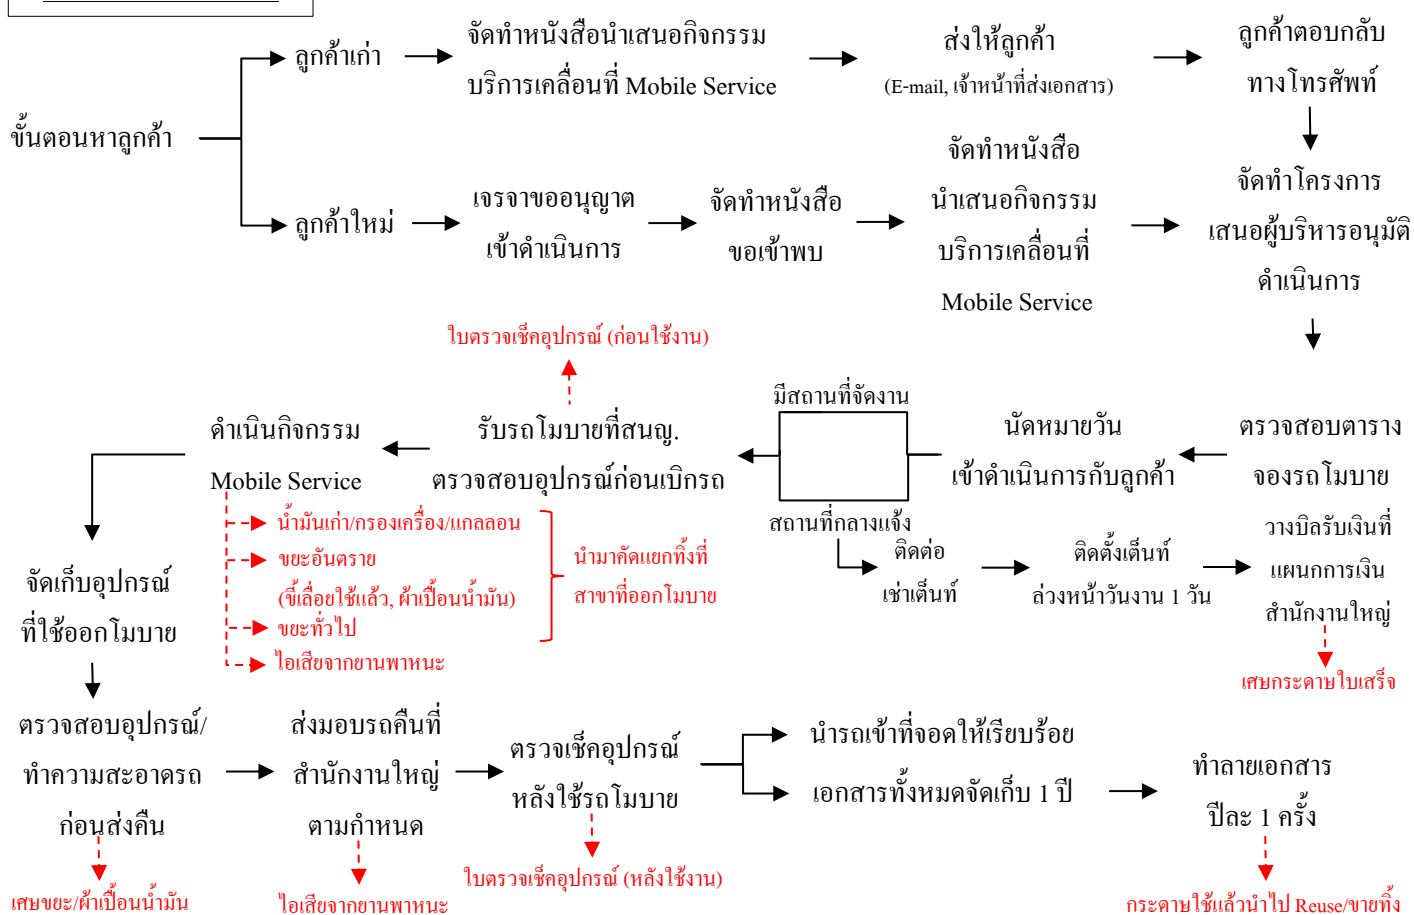 ขั้นตอนหาลูกค้า
ลูกค้าเก่า
จัดทำหนังสือนำเสนอกิจกรรม
บริการเคลื่อนที่ Mobile Service
ส่งให้ลูกค้า
(E-mail, เจ้าหน้าที่ส่งเอกสาร)
ลูกค้าตอบกลับ
ทางโทรศัพท์
ลูกค้าใหม่
เจรจาขออนุญาต
เข้าดำเนินการ
จัดทำหนังสือ
ขอเข้าพบ
จัดทำหนังสือ
นำเสนอกิจกรรม
บริการเคลื่อนที่
Mobile Service
จัดทำโครงการ
เสนอผู้บริหารอนุมัติ
ดำเนินการ
ตรวจสอบตาราง
จองรถโมบาย
นัดหมายวัน
เข้าดำเนินการกับลูกค้า
มีสถานที่จัดงาน
สถานที่กลางแจ้ง
ติดต่อ
เช่าเต็นท์
ติดตั้งเต็นท์
ล่วงหน้าวันงาน 1 วัน
วางบิลรับเงินที่
แผนกการเงิน
สำนักงานใหญ่
เศษกระดาษใบเสร็จ
ใบตรวจเช็คอุปกรณ์ (ก่อนใช้งาน)
รับรถโมบายที่สนญ.
ตรวจสอบอุปกรณ์ก่อนเบิกรถ
ดำเนินกิจกรรม
Mobile Service
น้ำมันเก่า/กรองเครื่อง/แกลลอน
ขยะอันตราย
(ขี้เลื่อยใช้แล้ว, ผ้าเปื้อนน้ำมัน)
ขยะทั่วไป
ไอเสียจากยานพาหนะ
นำมาคัดแยกทิ้งที่
สาขาที่ออกโมบาย
จัดเก็บอุปกรณ์
ที่ใช้ออกโมบาย
ตรวจสอบอุปกรณ์/
ทำความสะอาดรถ
ก่อนส่งคืน
เศษขยะ/ผ้าเปื้อนน้ำมัน
ส่งมอบรถคืนที่
สำนักงานใหญ่
ตามกำหนด
ไอเสียจากยานพาหนะ
ตรวจเช็คอุปกรณ์
หลังใช้รถโมบาย
ใบตรวจเช็คอุปกรณ์ (หลังใช้งาน)
นำรถเข้าที่จอดให้เรียบร้อย
เอกสารทั้งหมดจัดเก็บ 1 ปี
ทำลายเอกสาร
ปีละ 1 ครั้ง
กระดาษใช้แล้วนำไป Reuse/ขายทิ้ง